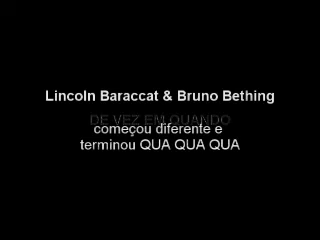 Lincoln Baraccat & Bruno Bething
DE VEZ EM QUANDO
começou diferente e
terminou QUA QUA QUA